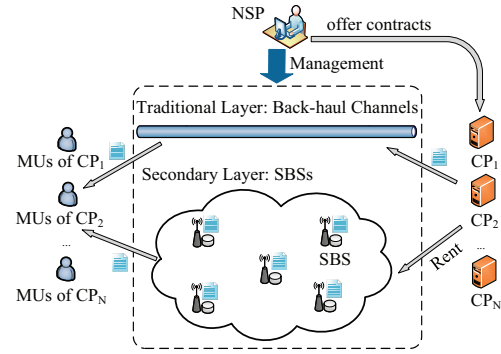 NSP
offer contracts
Management
Traditional Layer: Back-haul Channels
MUs of CP1
CP1
Secondary Layer: SBSs
MUs of CP2
CP2
...
SBS
Rent
...
MUs of CPN
CPN